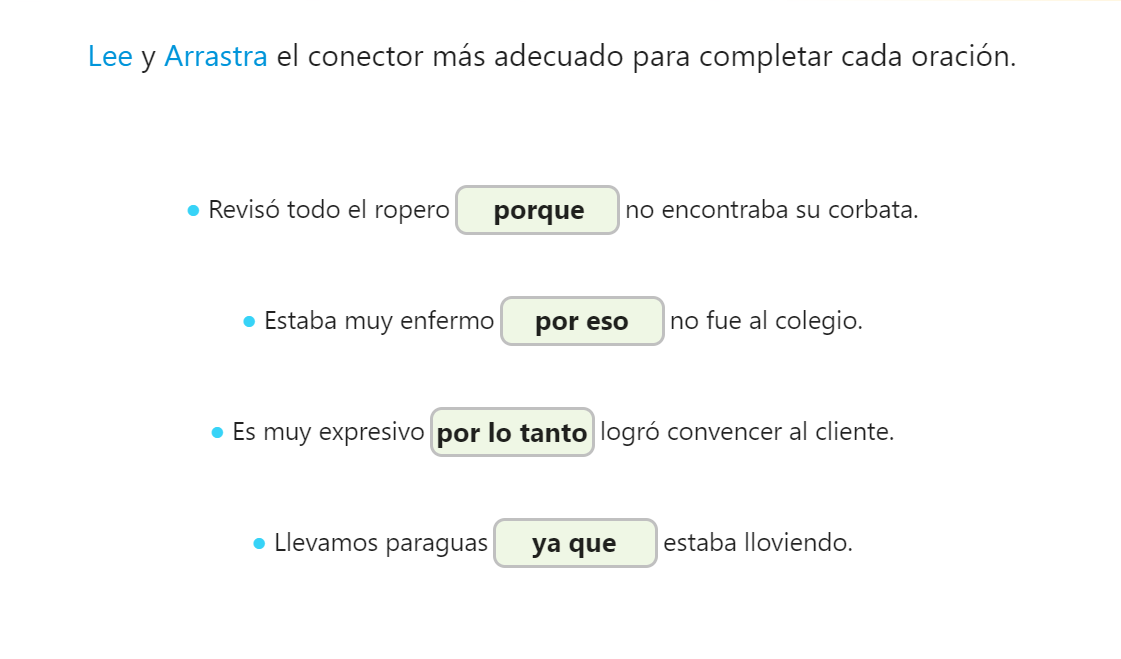 Lee y Arrastra el conector más adecuado para completar cada oración.
• Revisó todo el ropero porque no encontraba su corbata.
• Estaba muy enfermo por eso no fue al colegio.
• Es muy expresivo por lo tanto logró convencer al cliente.
• Llevamos paraguas ya que estaba lloviendo.